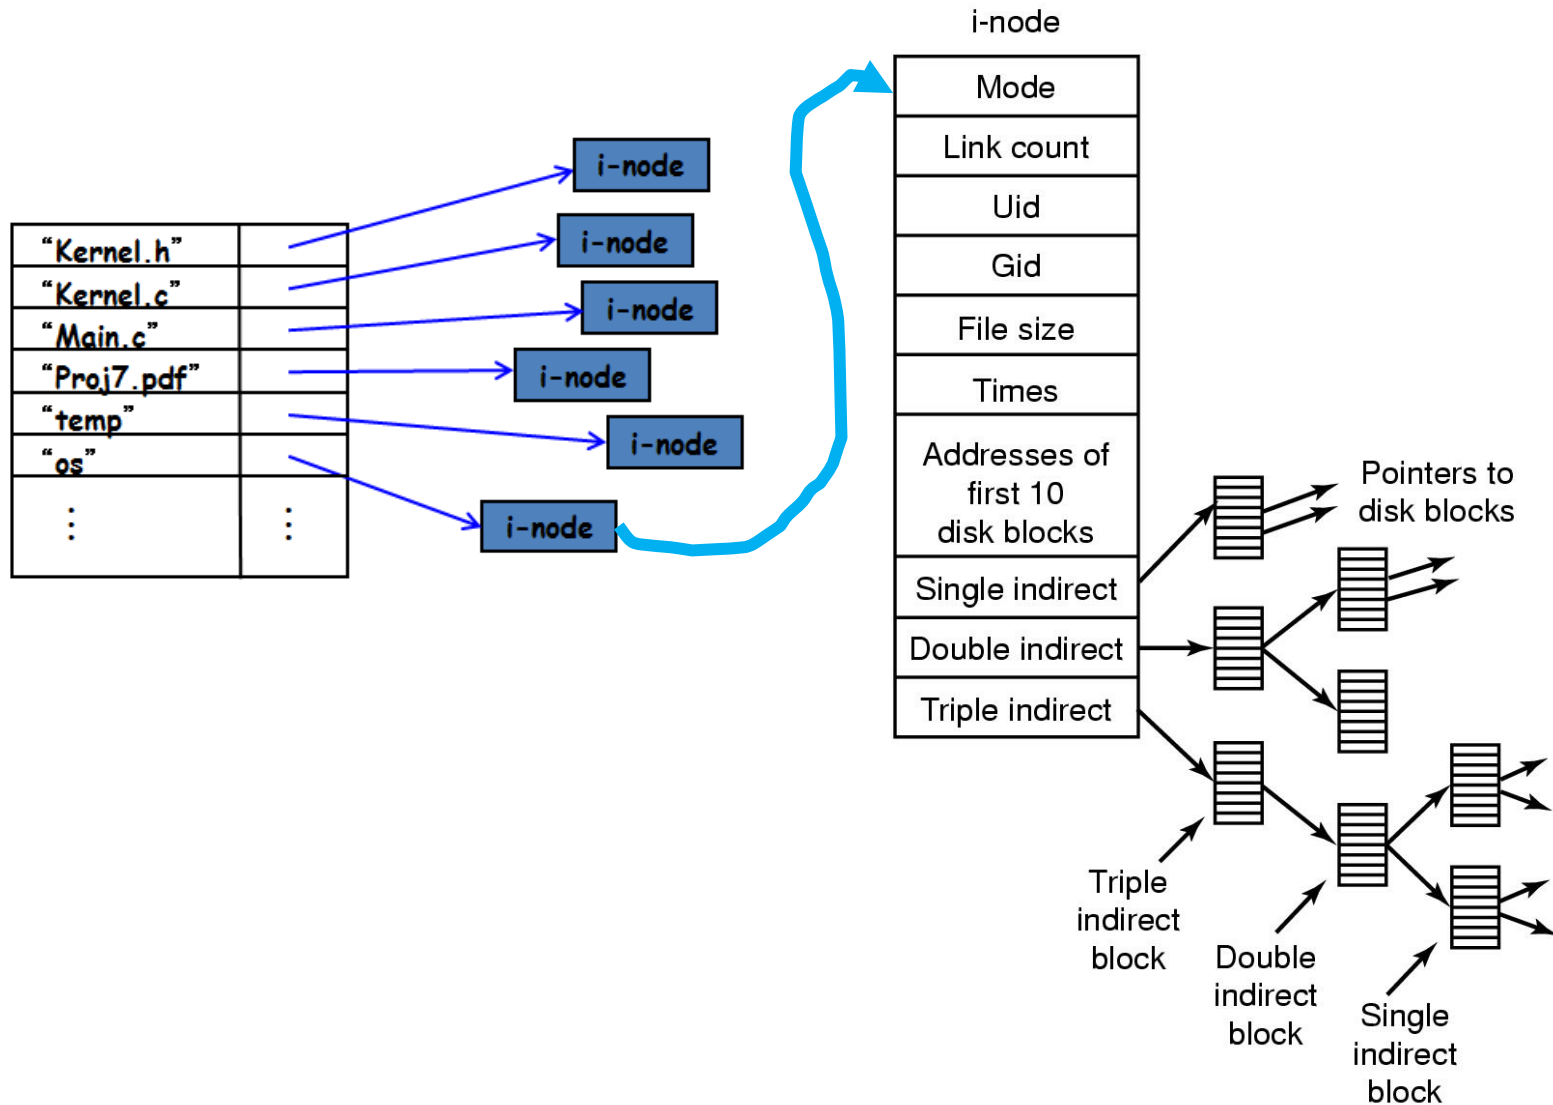 “Kernel.h”
“Kernel.c”
“Main.c”
“Proj7.pdf”
“temp”
“os”
⋮ ⋮
i-node
i-node
i-node
i-node
i-node
i-node
i-node
Mode
Link count
Uid
Gid
File size
Times
Addresses of
first 10
disk blocks
Single indirect
Double indirect
Triple indirect
Pointers to
disk blocks
Triple
indirect
block
Double
indirect
block
Single
indirect
block